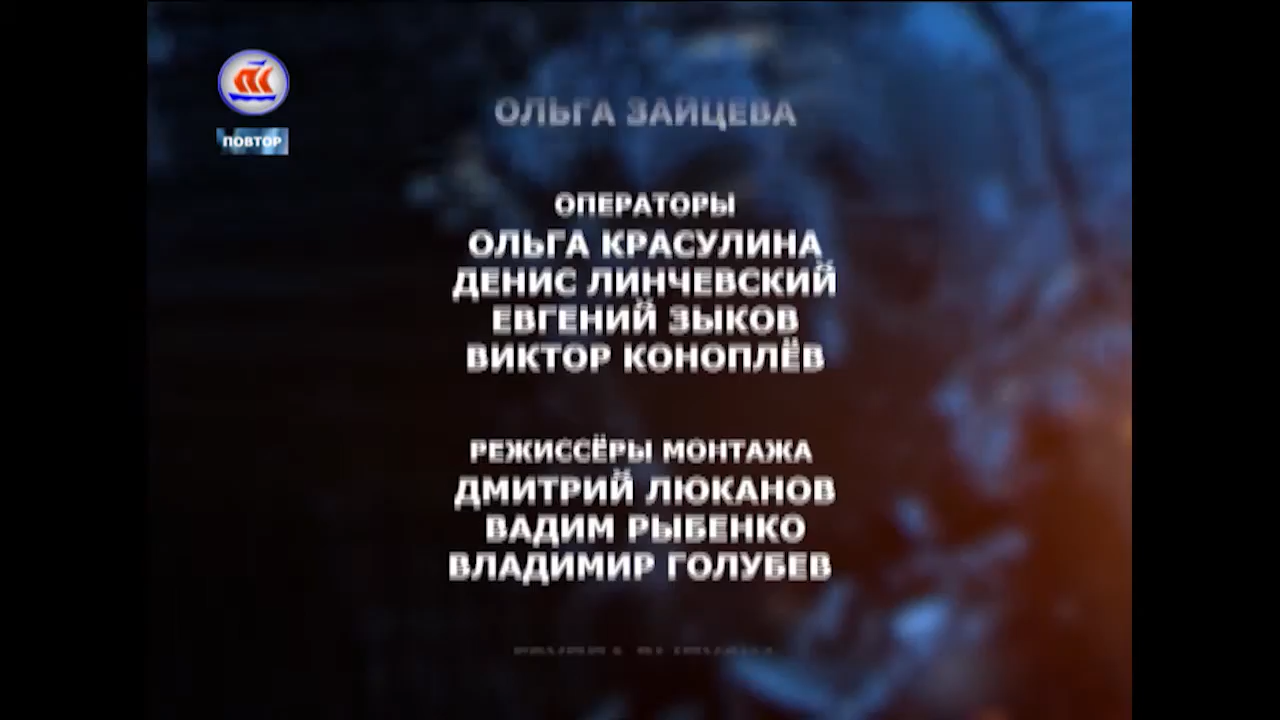 ПОВТОР
ОЛЬГА ЗАЙЦЕВА
ОПЕРАТОРЫ
ОЛЬГА КРАСУЛИНА
ДЕНИС ЛИНЧЕВСКИЙ
ЕВГЕНИЙ ЗЫКОВ
ВИКТОР КОНОПЛЁВ
РЕЖИССЁРЫ МОНТАЖА
ДМИТРИЙ ЛЮКАНОВ
ВАДИМ РЫБЕНКО
ВЛАДИМИР ГОЛУБЕВ